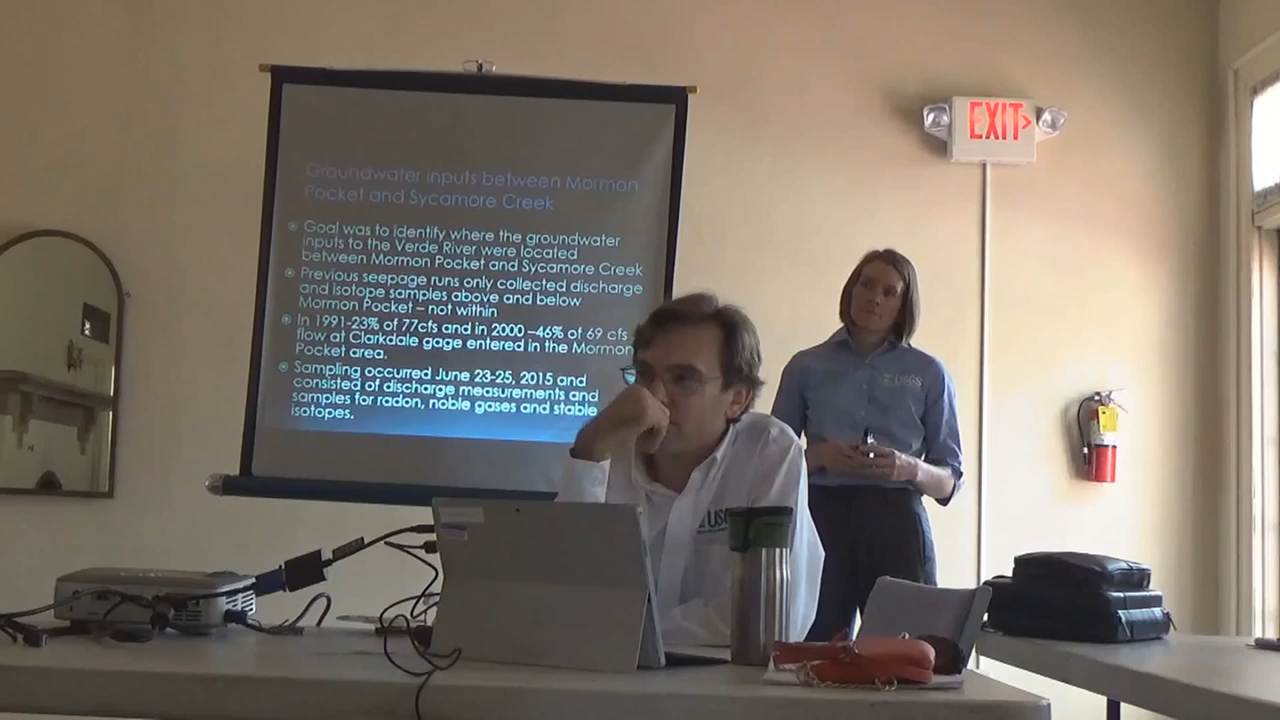 Groundwater inputs between Mormon
Pocket and Sycamore Creek
Goal was to identify where the groundwater
inputs to the Verde River were located
between Mormon Pocket and Sycamore Creek
Previous seepage runs only collected discharge
and isotope samples above and below
Mormon Pocket – not within
In 1991-23% of 77cfs and in 2000 –46% of 69 cfs
flow at Clarkdale gage entered in the Mormon
Pocket area.
Sampling occurred June 23-25, 2015 and
consisted of discharge measurements and
samples for radon, noble gases and stable
isotopes.
EXIT>
USGS